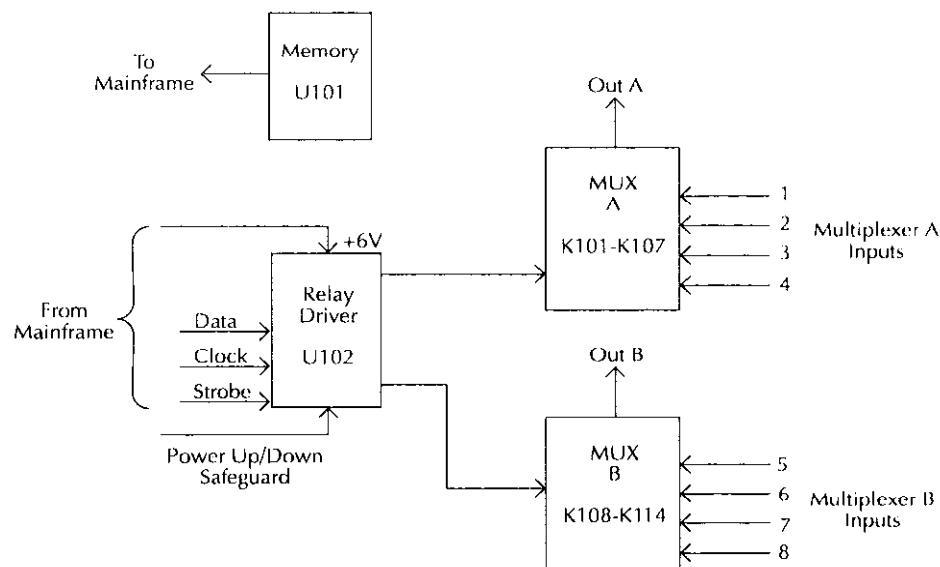 Memory
U101
To
Mainframe
Out A
MUX
A
K101-K107
1
2
3
4
Multiplexer A
Inputs
+6V
Relay
Driver
U102
From
Mainframe
Data
Clock
Strobe
Power Up/Down
Safeguard
Out B
MUX
B
K108-K114
5
6
7
8
Multiplexer B
Inputs